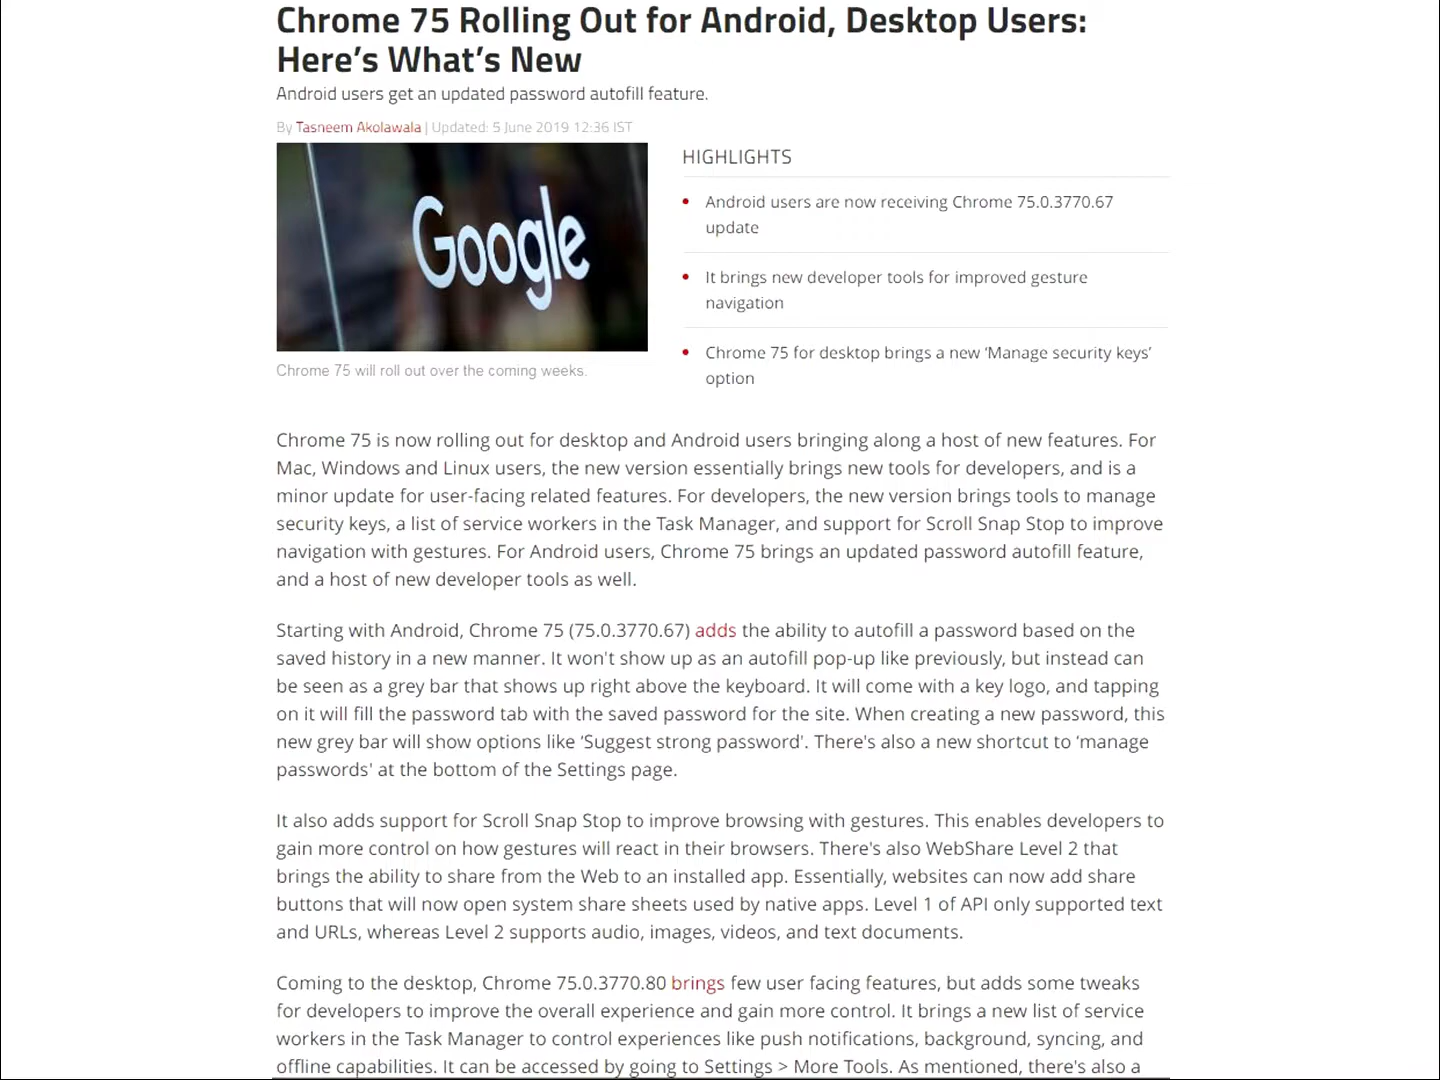 Chrome 75 Rolling Out for Android, Desktop Users:
Here’s What’s New
Android users get an updated password autofill feature.
By Tasneem Akolawala | Updated: 5 June 2019 12:36 IST
Google
Chrome 75 will roll out over the coming weeks.
HIGHLIGHTS
Android users are now receiving Chrome 75.0.3770.67
update
It brings new developer tools for improved gesture
navigation
Chrome 75 for desktop brings a new ‘Manage security keys’
option
Chrome 75 is now rolling out for desktop and Android users bringing along a host of new features. For
Mac, Windows and Linux users, the new version essentially brings new tools for developers, and is a
minor update for user-facing related features. For developers, the new version brings tools to manage
security keys, a list of service workers in the Task Manager, and support for Scroll Snap Stop to improve
navigation with gestures. For Android users, Chrome 75 brings an updated password autofill feature,
and a host of new developer tools as well.
Starting with Android, Chrome 75 (75.0.3770.67) adds the ability to autofill a password based on the
saved history in a new manner. It won't show up as an autofill pop-up like previously, but instead can
be seen as a grey bar that shows up right above the keyboard. It will come with a key logo, and tapping
on it will fill the password tab with the saved password for the site. When creating a new password, this
new grey bar will show options like ‘Suggest strong password'. There's also a new shortcut to ‘manage
passwords' at the bottom of the Settings page.
It also adds support for Scroll Snap Stop to improve browsing with gestures. This enables developers to
gain more control on how gestures will react in their browsers. There's also WebShare Level 2 that
brings the ability to share from the Web to an installed app. Essentially, websites can now add share
buttons that will now open system share sheets used by native apps. Level 1 of API only supported text
and URLs, whereas Level 2 supports audio, images, videos, and text documents.
Coming to the desktop, Chrome 75.0.3770.80 brings few user facing features, but adds some tweaks
for developers to improve the overall experience and gain more control. It brings a new list of service
workers in the Task Manager to control experiences like push notifications, background, syncing, and
offline capabilities. It can be accessed by going to Settings > More Tools. As mentioned, there's also a